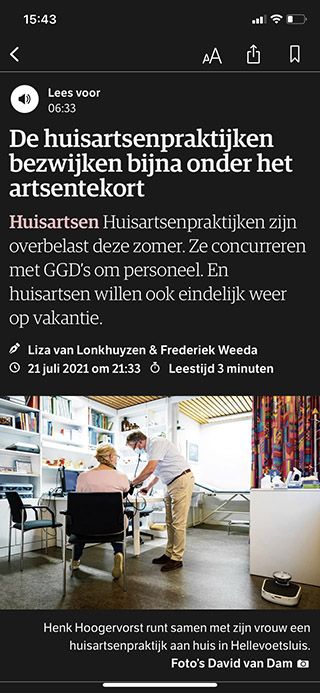 15:43
AA
Lees voor
06:33
De huisartsenpraktijken
bezwijken bijna onder het
artsentekort
Huisartsen Huisartsenpraktijken zijn
overbelast deze zomer. Ze concurreren
met GGD's om personeel. En
huisartsen willen ook eindelijk weer
op vakantie.
Liza van Lonkhuyzen & Frederiek Weeda
21 juli 2021 om 21:33 Leestijd 3 minuten
Henk Hoogervorst runt samen met zijn vrouw een
huisartsenpraktijk aan huis in Hellevoetsluis.
Foto's David van Dam